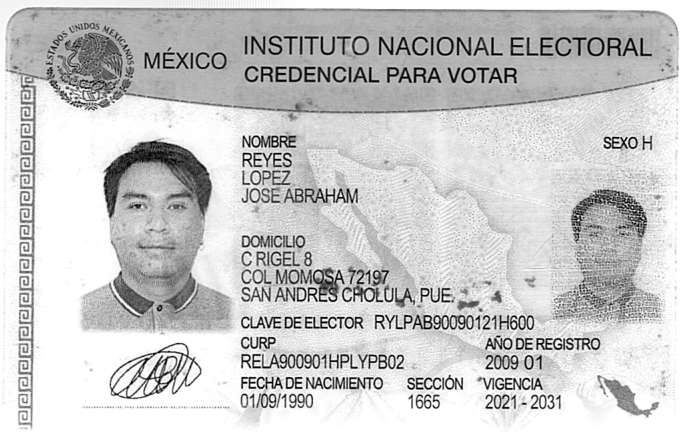 ESTADOS UNIDOS MEXICANOS
MÉXICO
INSTITUTO NACIONAL ELECTORAL
CREDENCIAL PARA VOTAR
NOMBRE
SEXO H
REYES
LOPEZ
JOSE ABRAHAM
DOMICILIO
C RIGEL 8
COL MOMOSA 72197
SAN ANDRES CHOLULA, PUE.
CLAVE DE ELECTOR RYLPAB90090121H600
CURP
AÑO DE REGISTRO
RELA900901HPLYPB02
2009 01
FECHA DE NACIMIENTO SECCIÓN VIGENCIA
01/09/1990 1665 2021 - 2031